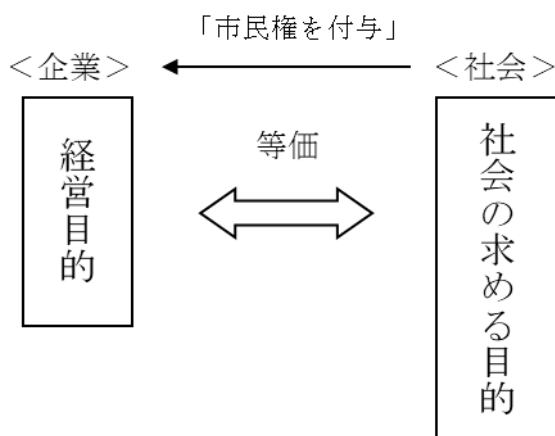 「市民権を付与」
＜企業＞
＜社会＞
経営目的
等価
社会の求める目的